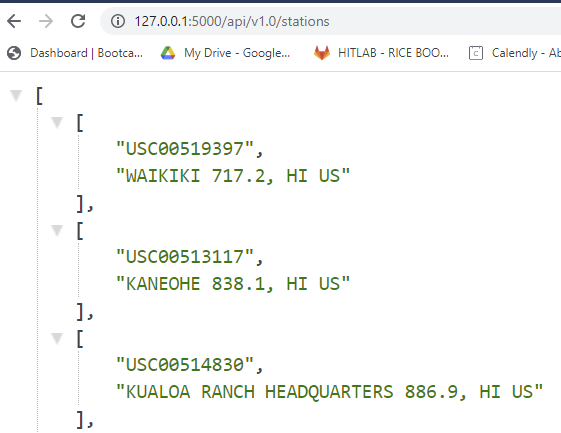 127.0.0.1:5000/api/v1.0/stations
Dashboard | Bootca... My Drive - Google... HITLAB - RICE BOO... Calendly - Ab
[
[
"USC00519397",
"WAIKIKI 717.2, HI US"
],
[
"USC00513117",
"KANEOHE 838.1, HI US"
],
[
"USC00514830",
"KUALOA RANCH HEADQUARTERS 886.9, HI US"
],